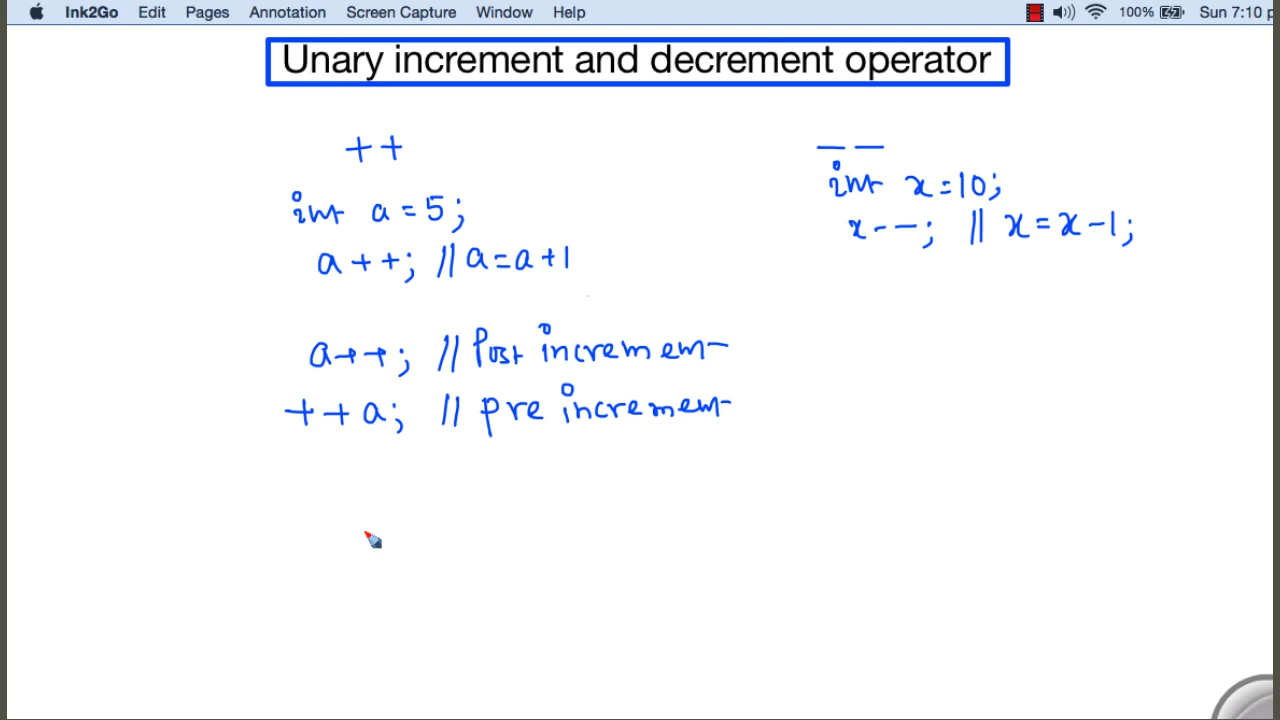 Ink2Go Edit Pages Annotation Screen Capture Window Help 100% Sun 7:10 p
Unary increment and decrement operator
++
int a = 5;
a ++; // a = a + 1
a++; // Post increment
++a; // pre increment
--
int x = 10;
x--; // x = x - 1;